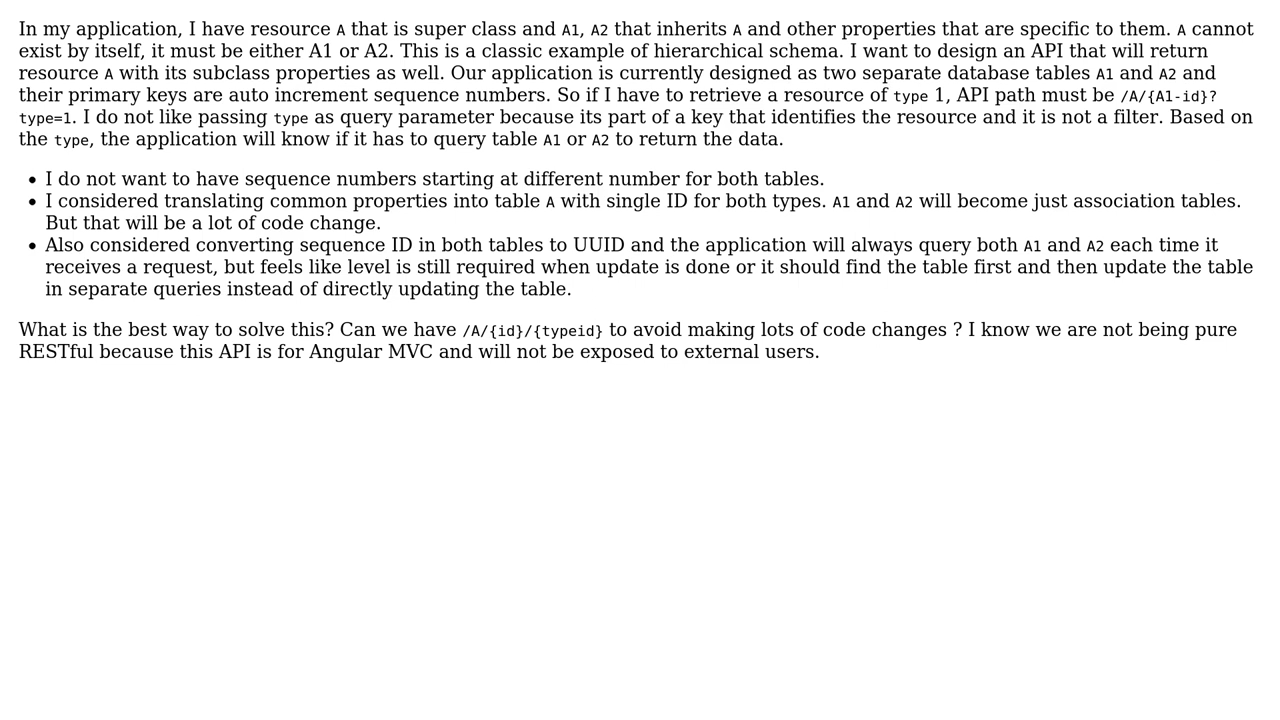 In my application, I have resource A that is super class and A1, A2 that inherits A and other properties that are specific to them. A cannot
exist by itself, it must be either A1 or A2. This is a classic example of hierarchical schema. I want to design an API that will return
resource A with its subclass properties as well. Our application is currently designed as two separate database tables A1 and A2 and
their primary keys are auto increment sequence numbers. So if I have to retrieve a resource of type 1, API path must be /A/{A1-id}?
type=1. I do not like passing type as query parameter because its part of a key that identifies the resource and it is not a filter. Based on
the type, the application will know if it has to query table A1 or A2 to return the data.
• I do not want to have sequence numbers starting at different number for both tables.
• I considered translating common properties into table A with single ID for both types. A1 and A2 will become just association tables.
But that will be a lot of code change.
• Also considered converting sequence ID in both tables to UUID and the application will always query both A1 and A2 each time it
receives a request, but feels like level is still required when update is done or it should find the table first and then update the table
in separate queries instead of directly updating the table.
What is the best way to solve this? Can we have /A/{id}/{typeid} to avoid making lots of code changes ? I know we are not being pure
RESTful because this API is for Angular MVC and will not be exposed to external users.